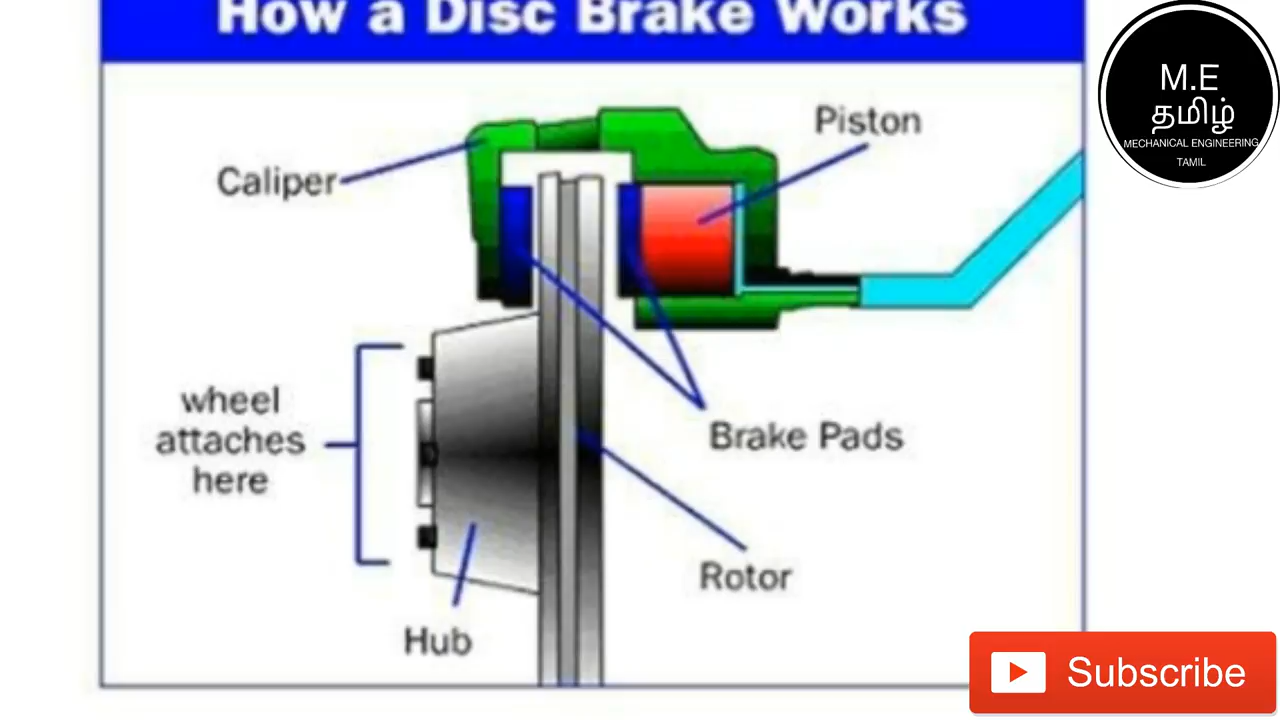 How a Disc Brake Works
M.E
தமிழ்
MECHANICAL ENGINEERING
TAMIL
Piston
Caliper
wheel
attaches
here
Brake Pads
Rotor
Hub
Subscribe